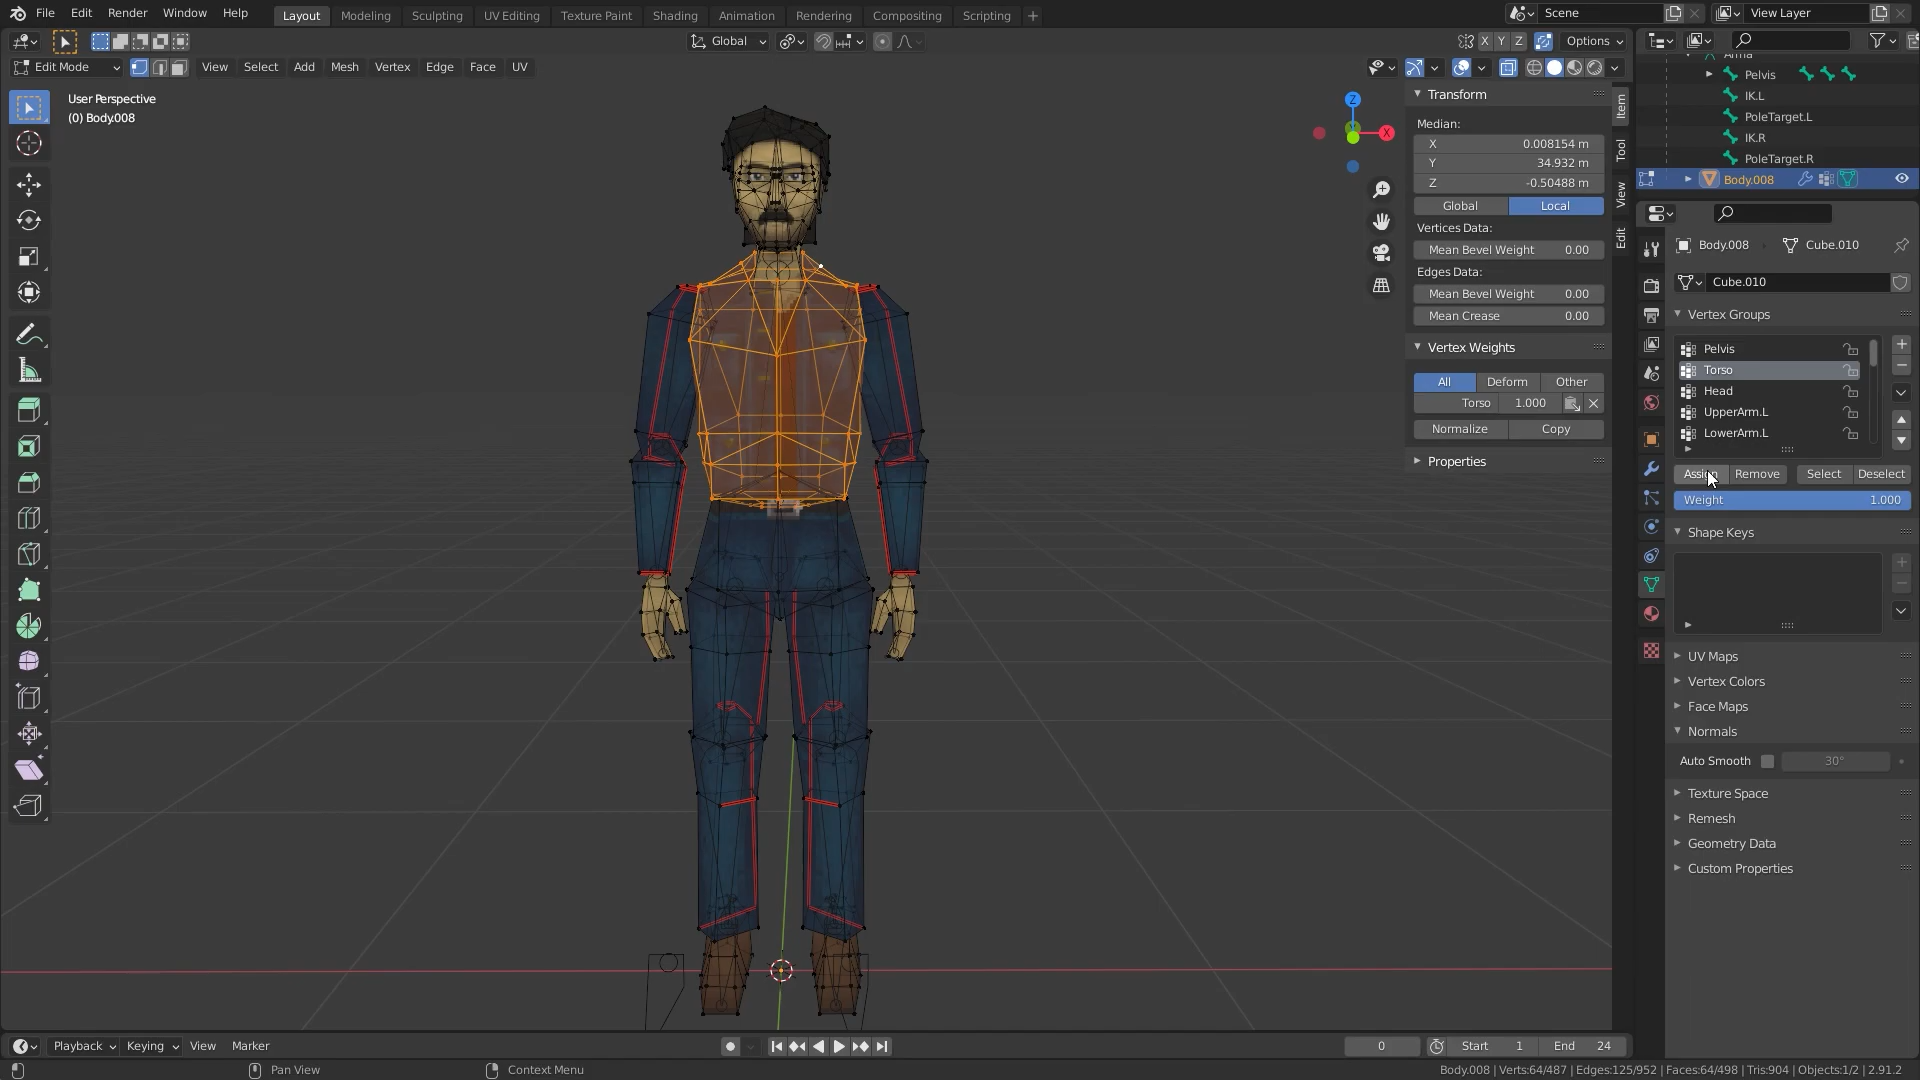 File Edit Render Window Help Layout Modeling Sculpting UV Editing Texture Paint Shading Animation Rendering Compositing Scripting + Scene View Layer
Global X Y Z Options
Edit Mode View Select Add Mesh Vertex Edge Face UV
User Perspective
(0) Body.008
Z
X
Transform
Median:
X 0.008154 m
Y 34.932 m
Z -0.50488 m
Global Local
Vertices Data:
Mean Bevel Weight 0.00
Edges Data:
Mean Bevel Weight 0.00
Mean Crease 0.00
Vertex Weights
All Deform Other
Torso 1.000
Normalize Copy
Properties
Item
Tool
View
Edit
Pelvis
IK.L
PoleTarget.L
IK.R
PoleTarget.R
Body.008
Body.008 Cube.010
Cube.010
Vertex Groups
Pelvis
Torso
Head
UpperArm.L
LowerArm.L
Assign Remove Select Deselect
Weight 1.000
Shape Keys
UV Maps
Vertex Colors
Face Maps
Normals
Auto Smooth 30°
Texture Space
Remesh
Geometry Data
Custom Properties
Playback Keying View Marker 0 Start 1 End 24
Pan View Context Menu Body.008 | Verts:64/487 | Edges:125/952 | Faces:64/498 | Tris:904 | Objects:1/2 | 2.91.2